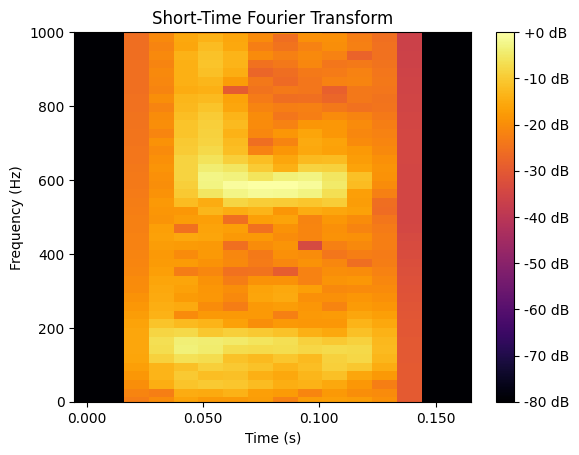 Short-Time Fourier Transform
1000
800
600
400
200
0
Frequency (Hz)
0.000
0.050
0.100
0.150
Time (s)
+0 dB
-10 dB
-20 dB
-30 dB
-40 dB
-50 dB
-60 dB
-70 dB
-80 dB